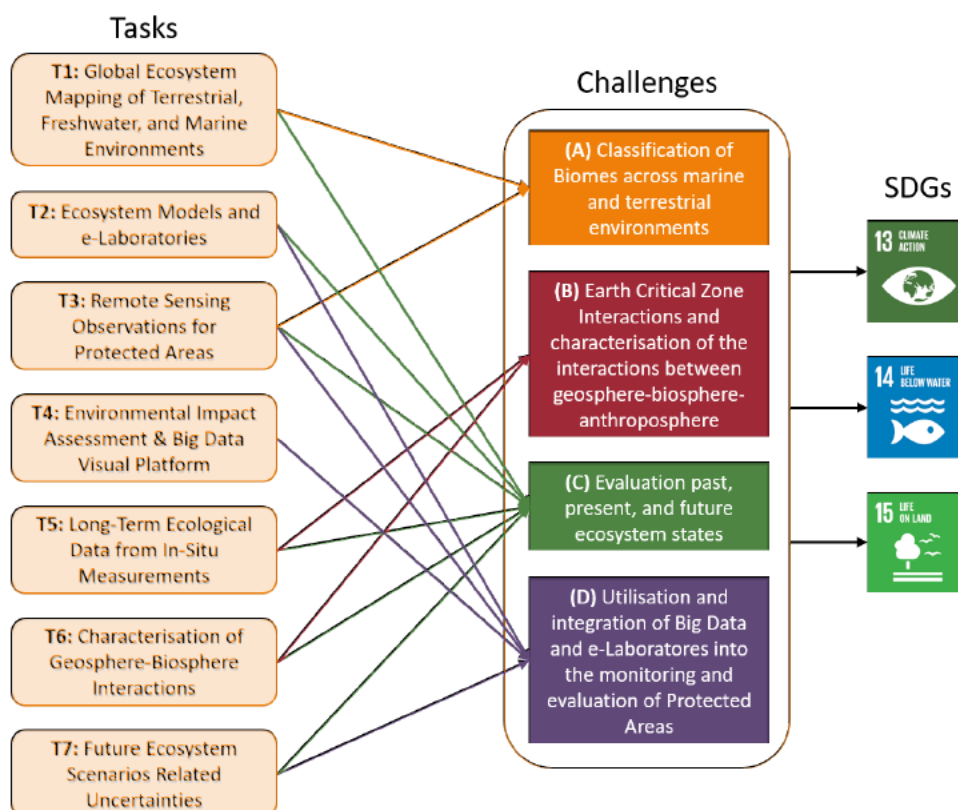 Tasks
T1: Global Ecosystem
Mapping of Terrestrial,
Freshwater, and Marine
Environments
T2: Ecosystem Models and
e-Laboratories
T3: Remote Sensing
Observations for
Protected Areas
T4: Environmental Impact
Assessment & Big Data
Visual Platform
T5: Long-Term Ecological
Data from In-Situ
Measurements
T6: Characterisation of
Geosphere-Biosphere
Interactions
T7: Future Ecosystem
Scenarios Related
Uncertainties
Challenges
(A) Classification of
Biomes across marine
and terrestrial
environments
(B) Earth Critical Zone
Interactions and
characterisation of the
interactions between
geosphere-biosphere-
anthroposphere
(C) Evaluation past,
present, and future
ecosystem states
(D) Utilisation and
integration of Big Data
and e-Laboratores into
the monitoring and
evaluation of Protected
Areas
SDGs
13 CLIMATE
ACTION
14 LIFE
BELOW WATER
15 LIFE
ON LAND